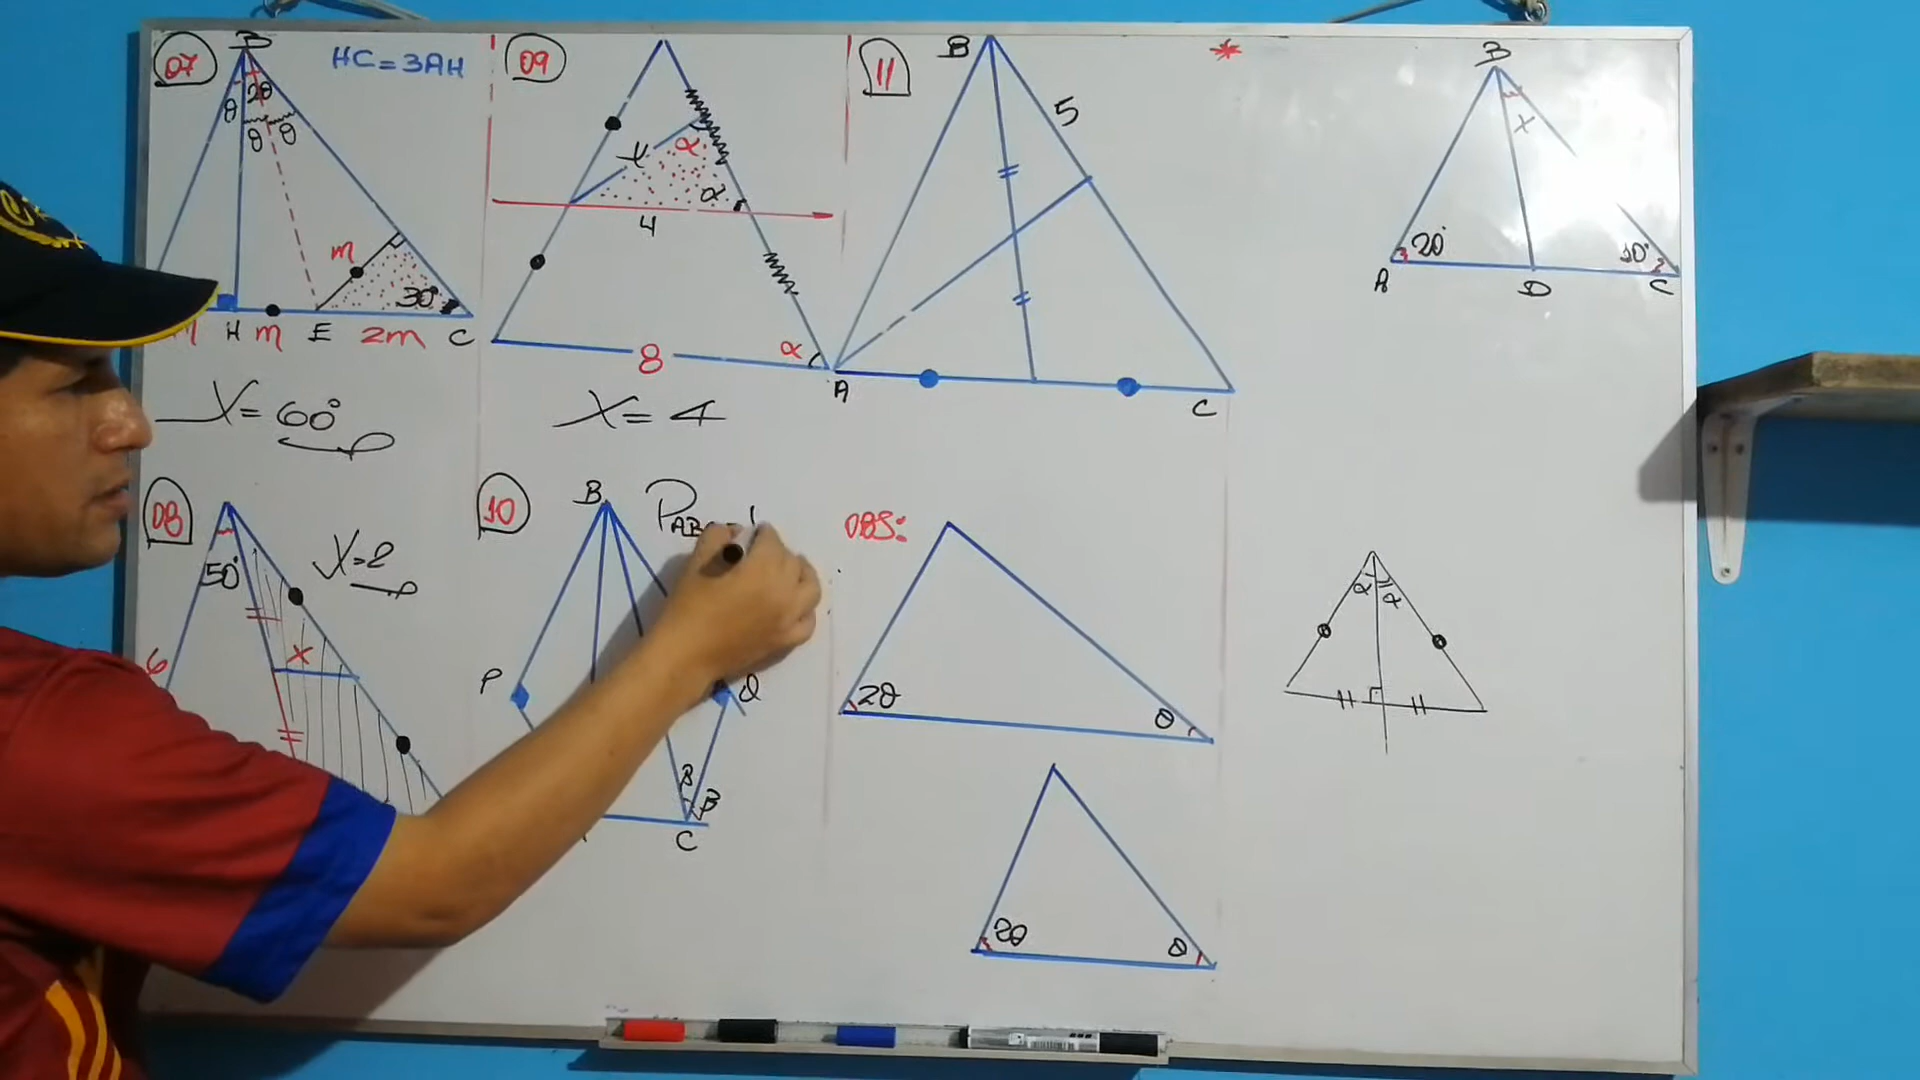 07
B
HC = 3AH
θ
2θ
θ θ
m
30°
H m E 2m C
X = 60°
09
x
α
α
4
8
α
X = 4
11
B
5
A
C
*
B
x
20°
10°
A
D
C
08
50°
X = 2
6
x
10
B
P
Q
β
β
C
OBS:
2θ
θ
2θ
θ
α α